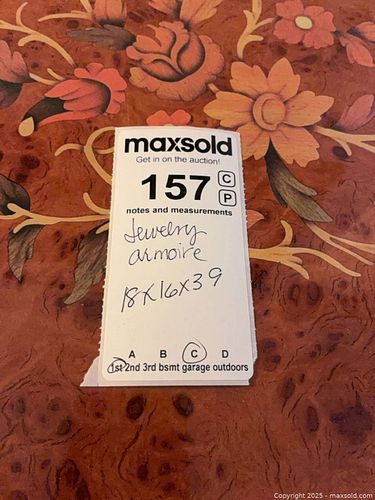 maxsold
Get in on the auction!
157 C
P
notes and measurements
Jewelry
armoire
18x16x39
A B C D
1st 2nd 3rd bsmt garage outdoors
Copyright 2025 - maxsold.com